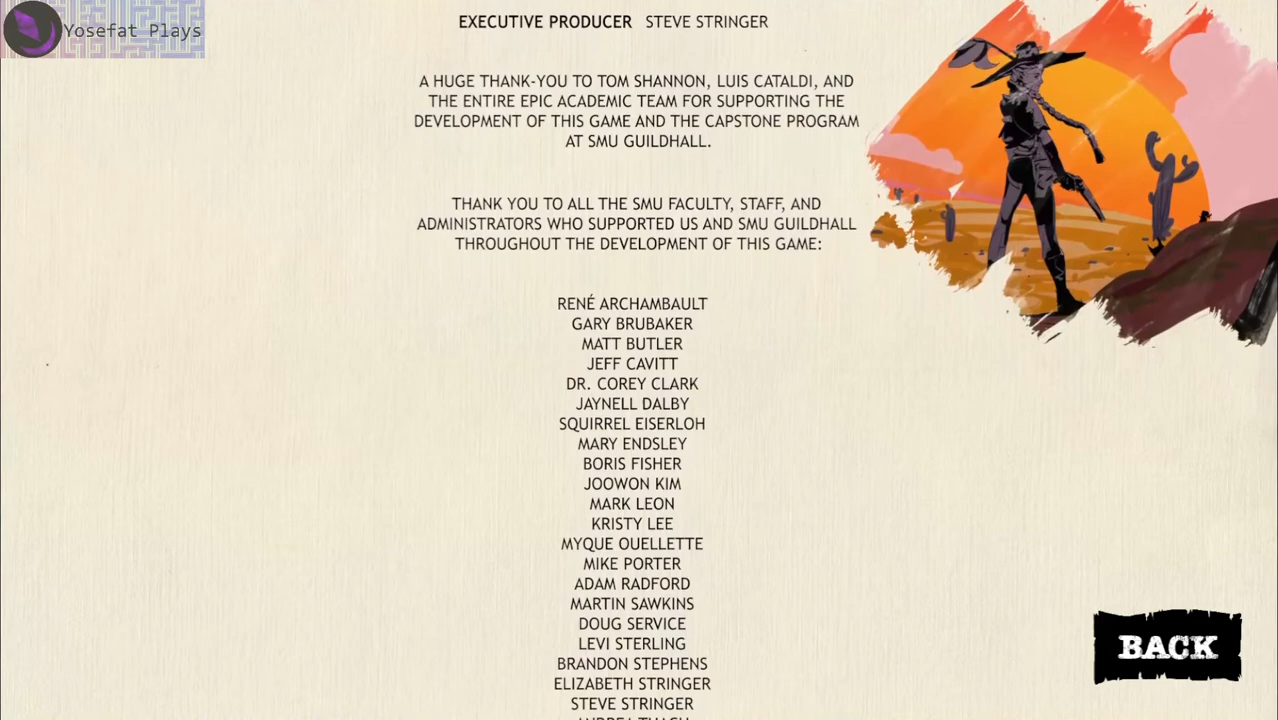 Yosefat Plays
EXECUTIVE PRODUCER STEVE STRINGER
A HUGE THANK-YOU TO TOM SHANNON, LUIS CATALDI, AND
THE ENTIRE EPIC ACADEMIC TEAM FOR SUPPORTING THE
DEVELOPMENT OF THIS GAME AND THE CAPSTONE PROGRAM
AT SMU GUILDHALL.
THANK YOU TO ALL THE SMU FACULTY, STAFF, AND
ADMINISTRATORS WHO SUPPORTED US AND SMU GUILDHALL
THROUGHOUT THE DEVELOPMENT OF THIS GAME:
RENÉ ARCHAMBAULT
GARY BRUBAKER
MATT BUTLER
JEFF CAVITT
DR. COREY CLARK
JAYNELL DALBY
SQUIRREL EISERLOH
MARY ENDSLEY
BORIS FISHER
JOOWON KIM
MARK LEON
KRISTY LEE
MYQUE OUELLETTE
MIKE PORTER
ADAM RADFORD
MARTIN SAWKINS
DOUG SERVICE
LEVI STERLING
BRANDON STEPHENS
ELIZABETH STRINGER
STEVE STRINGER
BACK